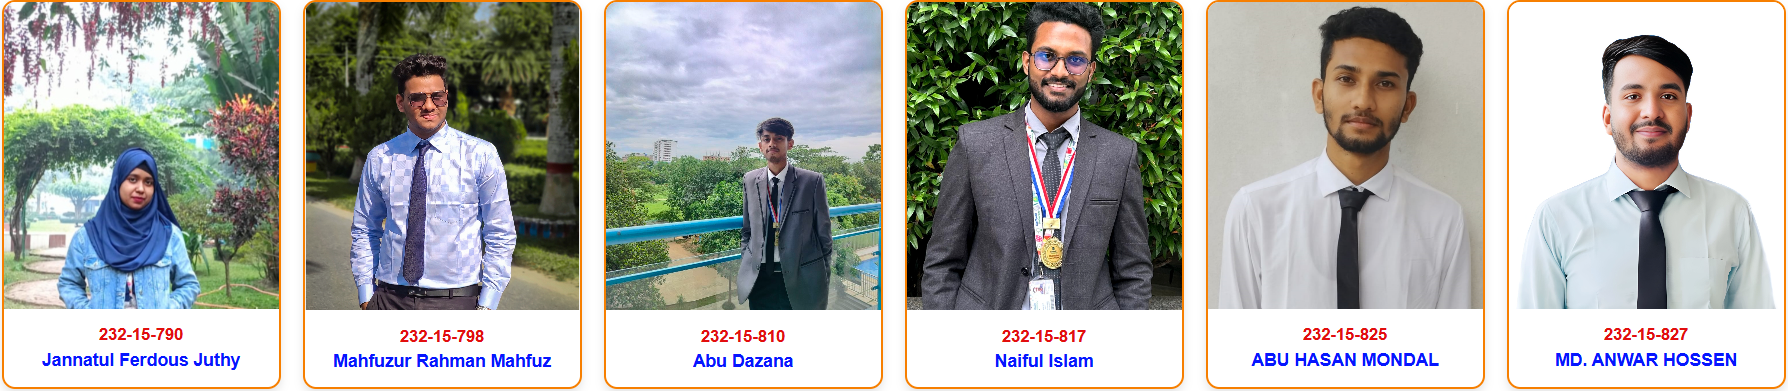 232-15-790
Jannatul Ferdous Juthy
232-15-798
Mahfuzur Rahman Mahfuz
232-15-810
Abu Dazana
232-15-817
Naiful Islam
232-15-825
ABU HASAN MONDAL
232-15-827
MD. ANWAR HOSSEN